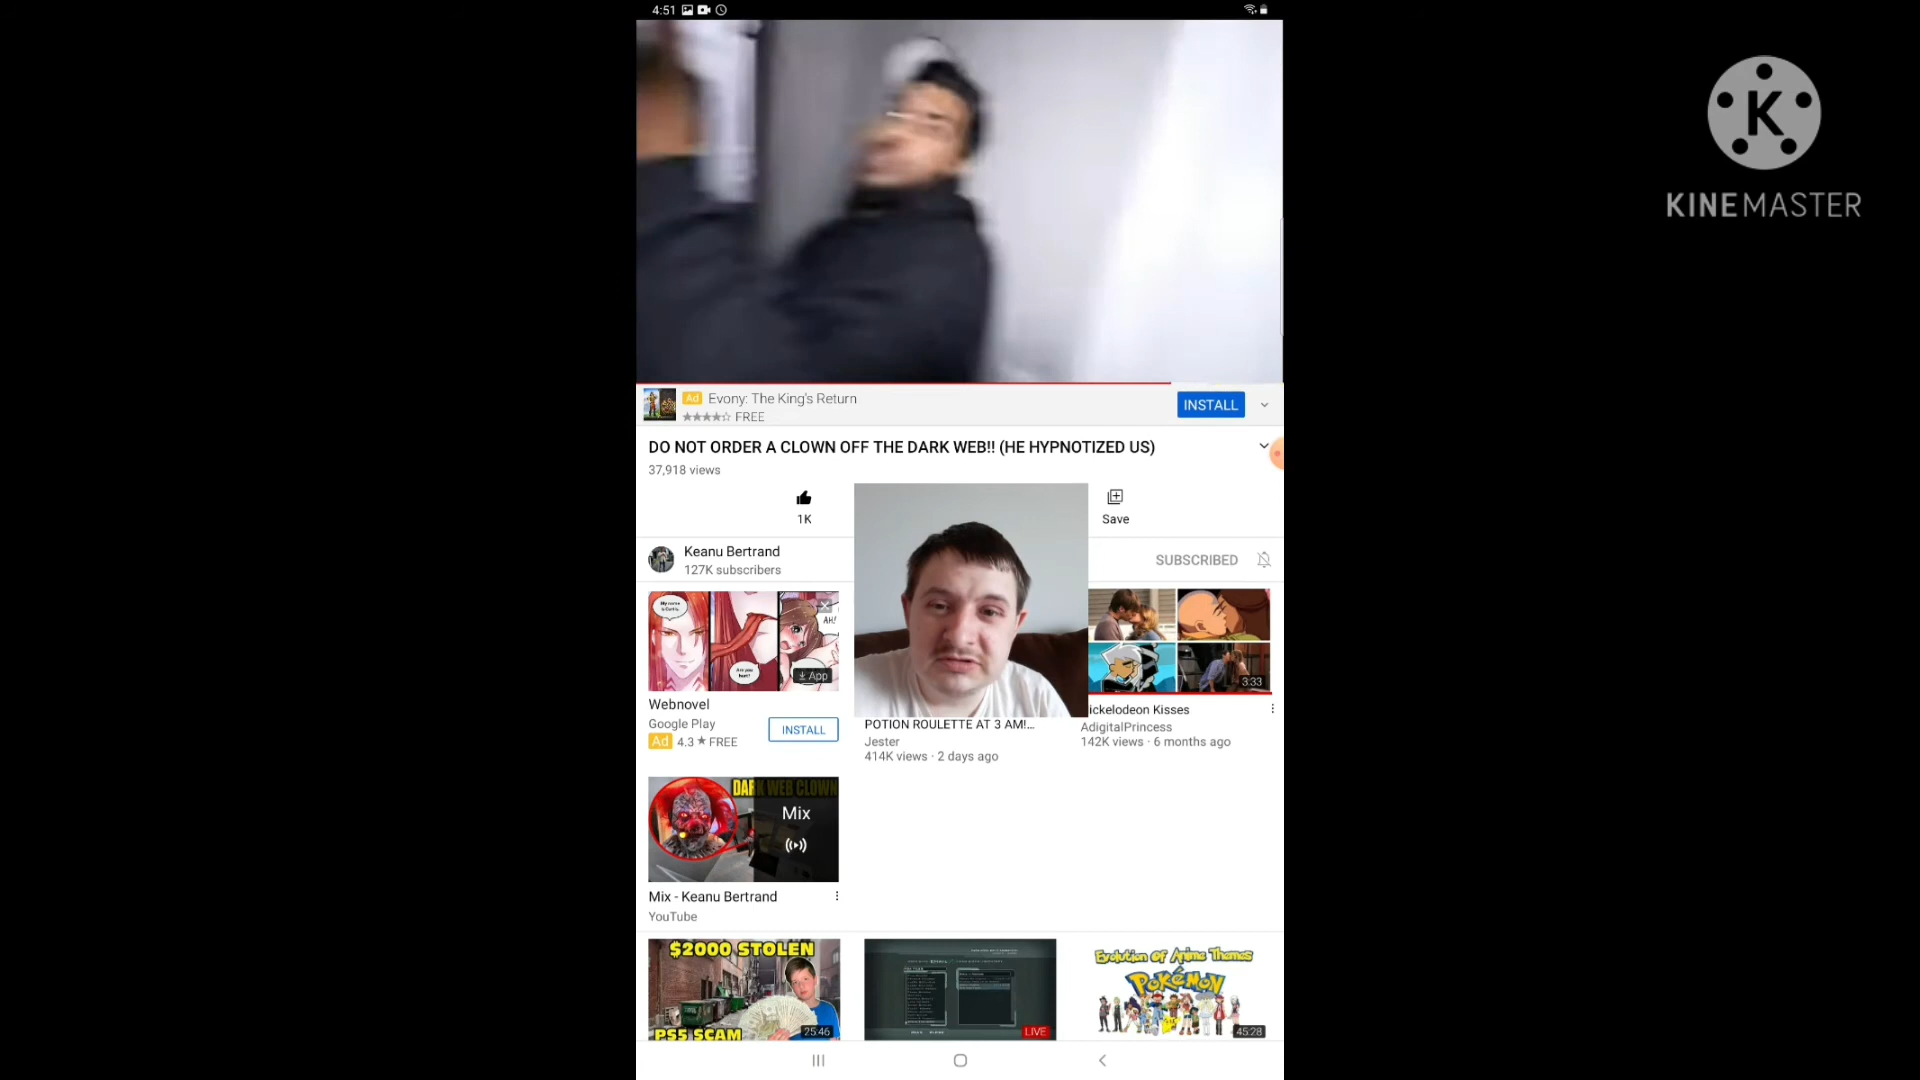 4:51
K
KINEMASTER
Ad Evony: The King's Return
FREE
INSTALL
DO NOT ORDER A CLOWN OFF THE DARK WEB!! (HE HYPNOTIZED US)
37,918 views
1K
Save
Keanu Bertrand
127K subscribers
SUBSCRIBED
AH!
App
3:33
Webnovel
Google Play
Ad 4.3 ★ FREE
INSTALL
POTION ROULETTE AT 3 AM!...
Jester
414K views · 2 days ago
ickelodeon Kisses
AdigitalPrincess
142K views · 6 months ago
DARK WEB CLOWN
Mix
Mix - Keanu Bertrand
YouTube
$2000 STOLEN
PS5 SCAM
25:46
LIVE
Evolution of Anime Themes
POKéMON
45:28